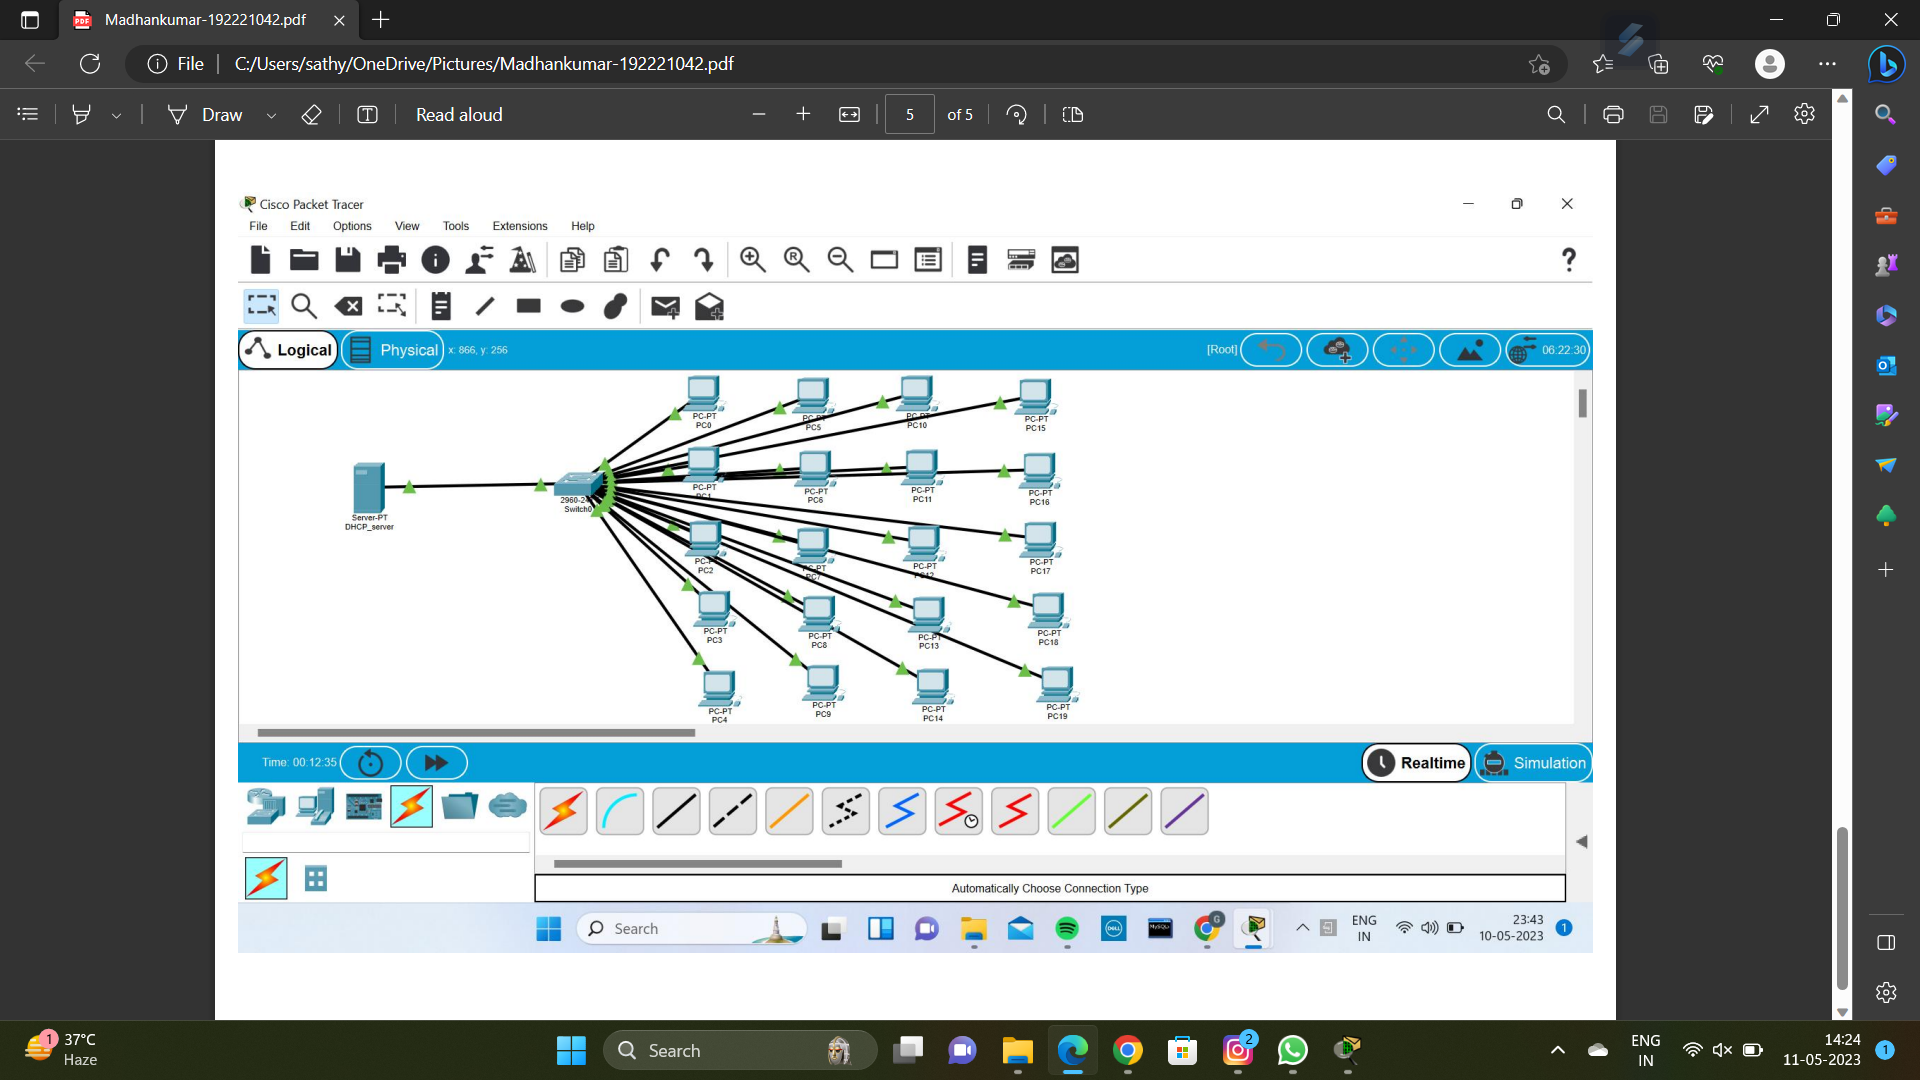 Madhankumar-192221042.pdf
File
C:/Users/sathy/OneDrive/Pictures/Madhankumar-192221042.pdf
Draw
Read aloud
5 of 5
Cisco Packet Tracer
File Edit Options View Tools Extensions Help
Logical
Physical
x: 866, y: 256
[Root]
06:22:30
PC-PT
PC0
PC-PT
PC5
PC-PT
PC10
PC-PT
PC15
Server-PT
DHCP_server
2960-24
Switch0
PC-PT
PC1
PC-PT
PC6
PC-PT
PC11
PC-PT
PC16
PC-PT
PC2
PC-PT
PC7
PC-PT
PC12
PC-PT
PC17
PC-PT
PC3
PC-PT
PC8
PC-PT
PC13
PC-PT
PC18
PC-PT
PC4
PC-PT
PC9
PC-PT
PC14
PC-PT
PC19
Time: 00:12:35
Realtime
Simulation
Automatically Choose Connection Type
Search
DELL
MySQL
G
ENG
IN
23:43
10-05-2023
1
1
37°C
Haze
Search
2
ENG
IN
14:24
11-05-2023
1